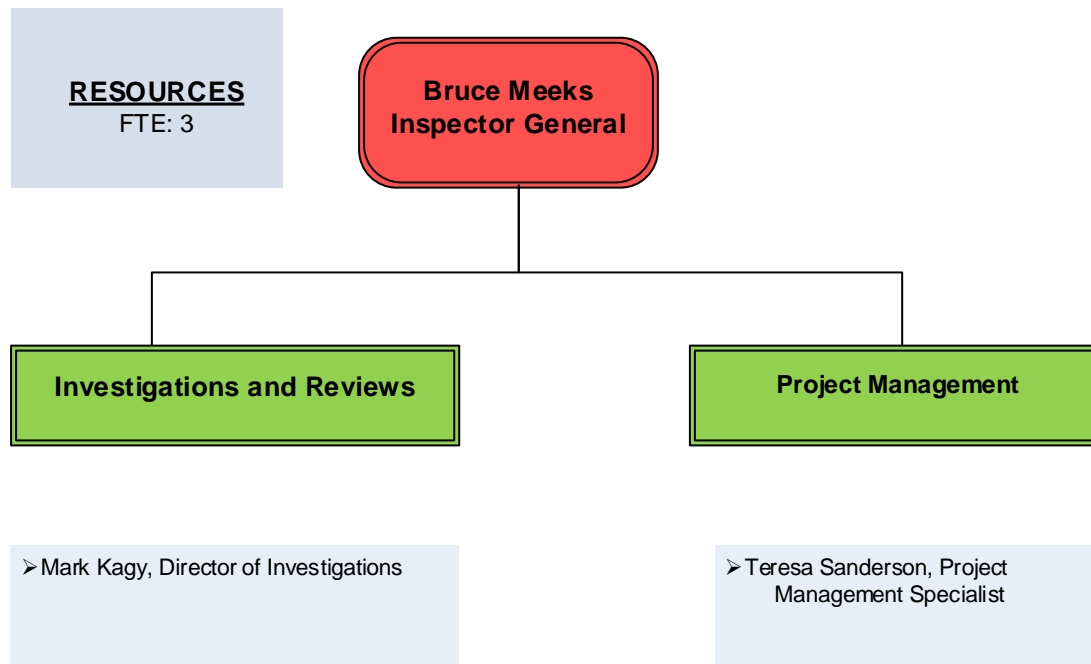 RESOURCES
FTE: 3
Bruce Meeks
Inspector General
Investigations and Reviews
Project Management
➢Mark Kagy, Director of Investigations
➢Teresa Sanderson, Project
Management Specialist